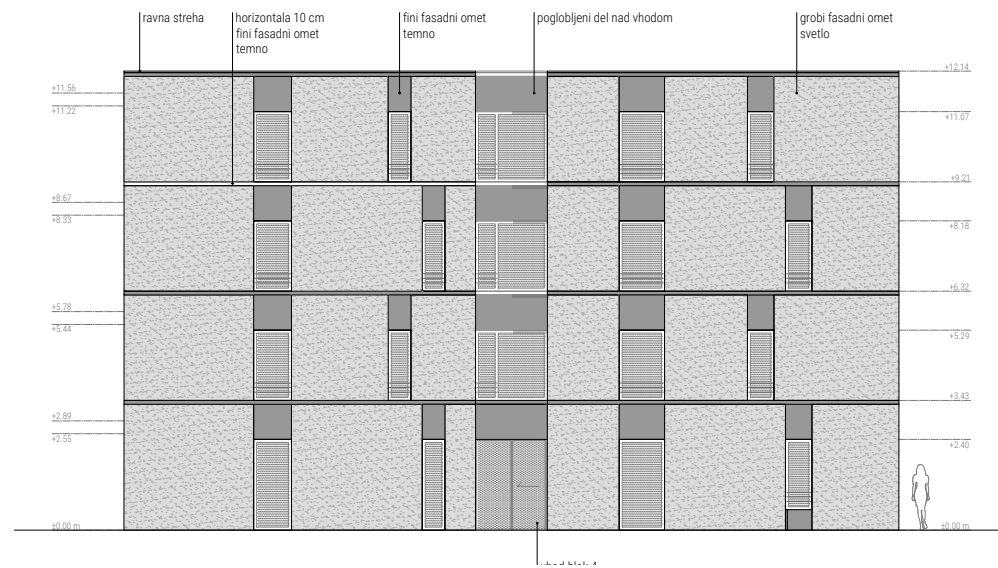 ravna streha
horizontala 10 cm
fini fasadni omet
temno
fini fasadni omet
temno
poglobljeni del nad vhodom
grobi fasadni omet
svetlo
+12.14
+11.56
+11.22
+11.07
+9.21
+8.67
+8.33
+8.18
+6.32
+5.78
+5.44
+5.29
+3.43
+2.89
+2.55
+2.40
±0.00 m
±0.00 m